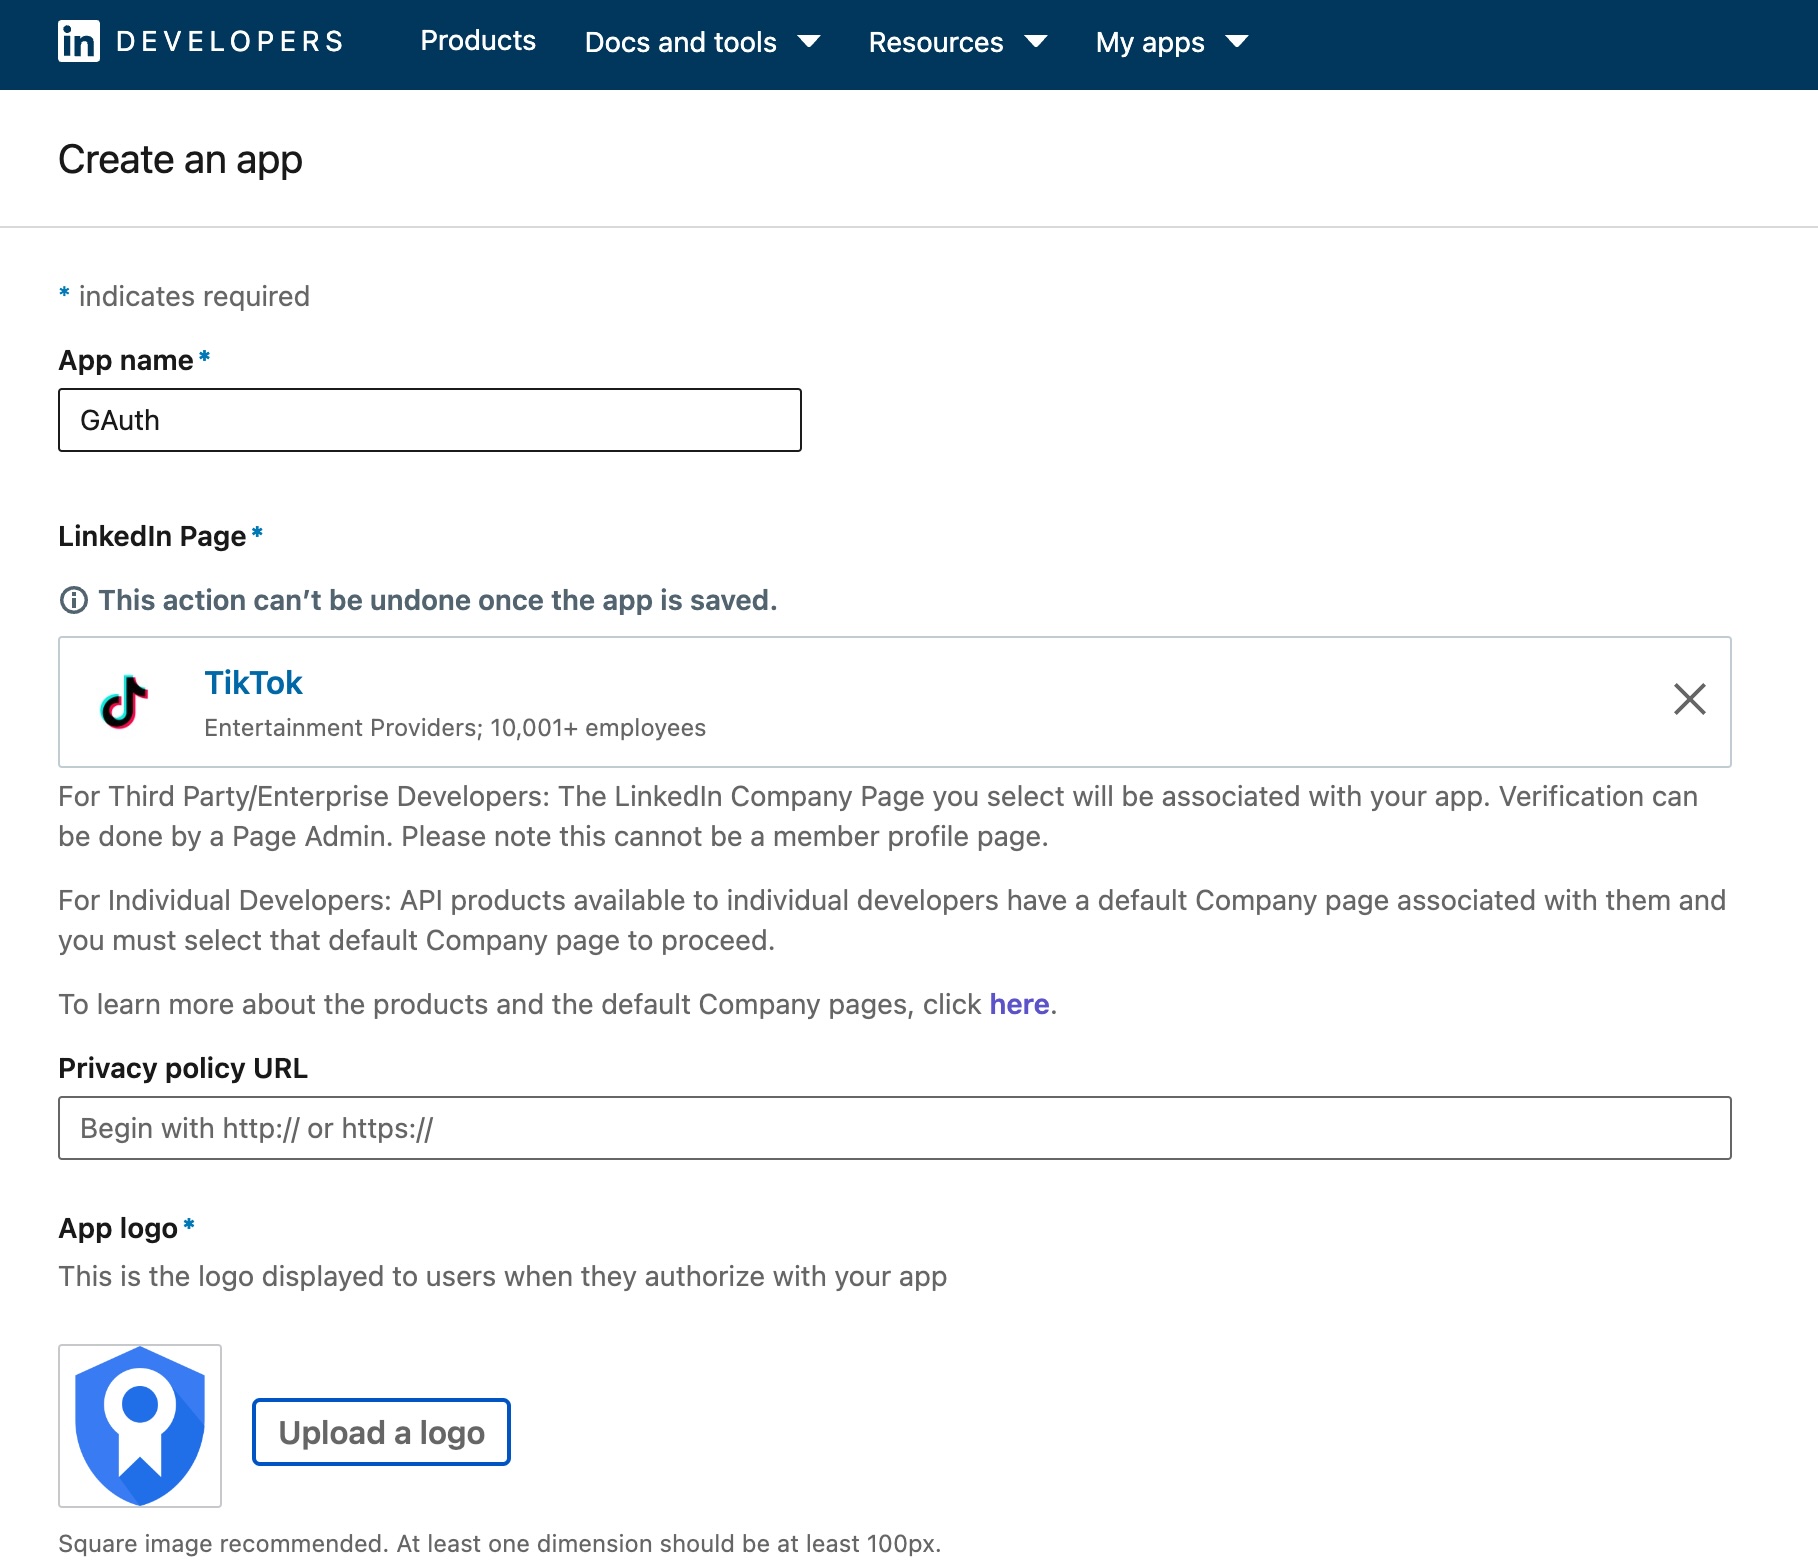 in DEVELOPERS Products Docs and tools Resources My apps
Create an app
* indicates required
App name *
GAuth
LinkedIn Page *
This action can’t be undone once the app is saved.
TikTok
Entertainment Providers; 10,001+ employees
For Third Party/Enterprise Developers: The LinkedIn Company Page you select will be associated with your app. Verification can
be done by a Page Admin. Please note this cannot be a member profile page.
For Individual Developers: API products available to individual developers have a default Company page associated with them and
you must select that default Company page to proceed.
To learn more about the products and the default Company pages, click here.
Privacy policy URL
Begin with http:// or https://
App logo *
This is the logo displayed to users when they authorize with your app
Upload a logo
Square image recommended. At least one dimension should be at least 100px.